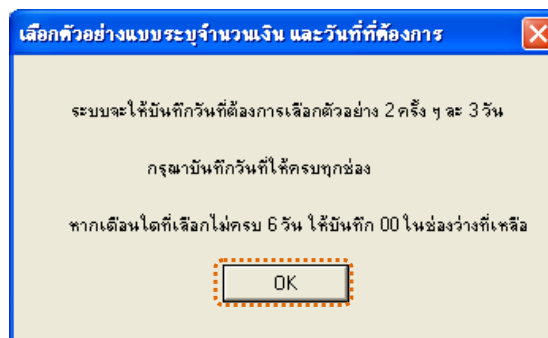 เลือกตัวอย่างแบบระบุจำนวนเงิน และวันที่ที่ต้องการ
ระบบจะให้บันทึกวันที่ต้องการเลือกตัวอย่าง 2 ครั้ง ๆ ละ 3 วัน
กรุณาบันทึกวันที่ให้ครบทุกช่อง
หากเดือนใดที่เลือกไม่ครบ 6 วัน ให้บันทึก 00 ในช่องว่างที่เหลือ
OK